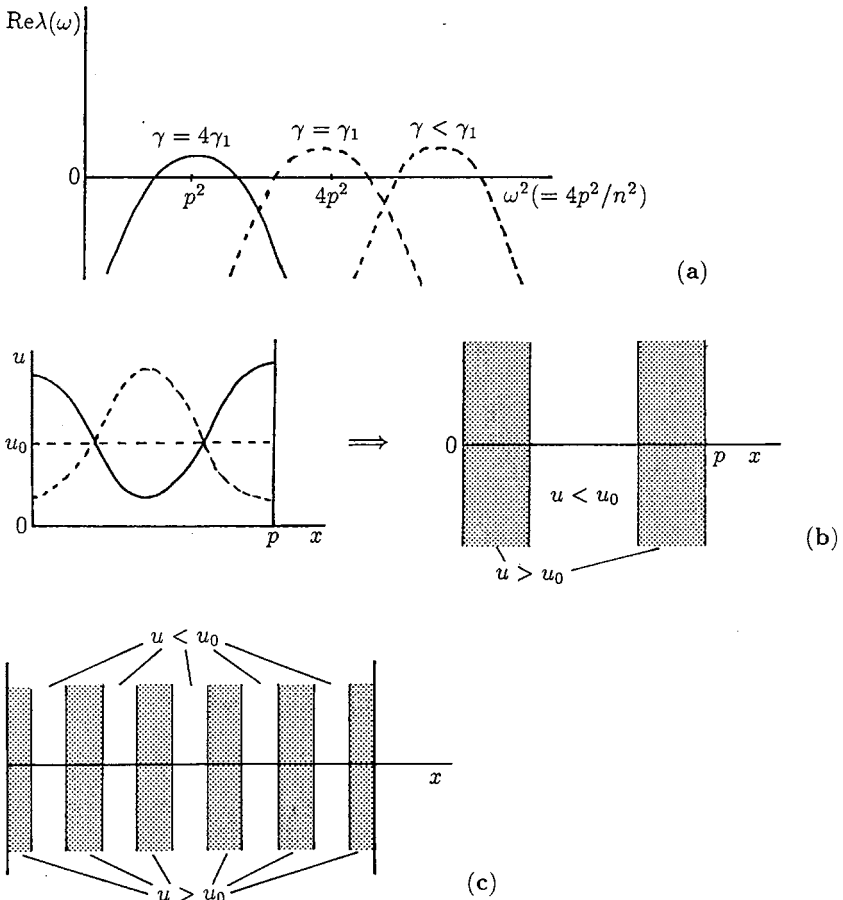 Reλ(ω)
γ = 4γ₁ γ = γ₁ γ < γ₁
0
p² 4p² ω²(= 4p²/n²)
(a)
u
u₀ ⟹ 0 p x
u < u₀
0 p x
(b)
u > u₀
u < u₀
x
u > u₀
(c)